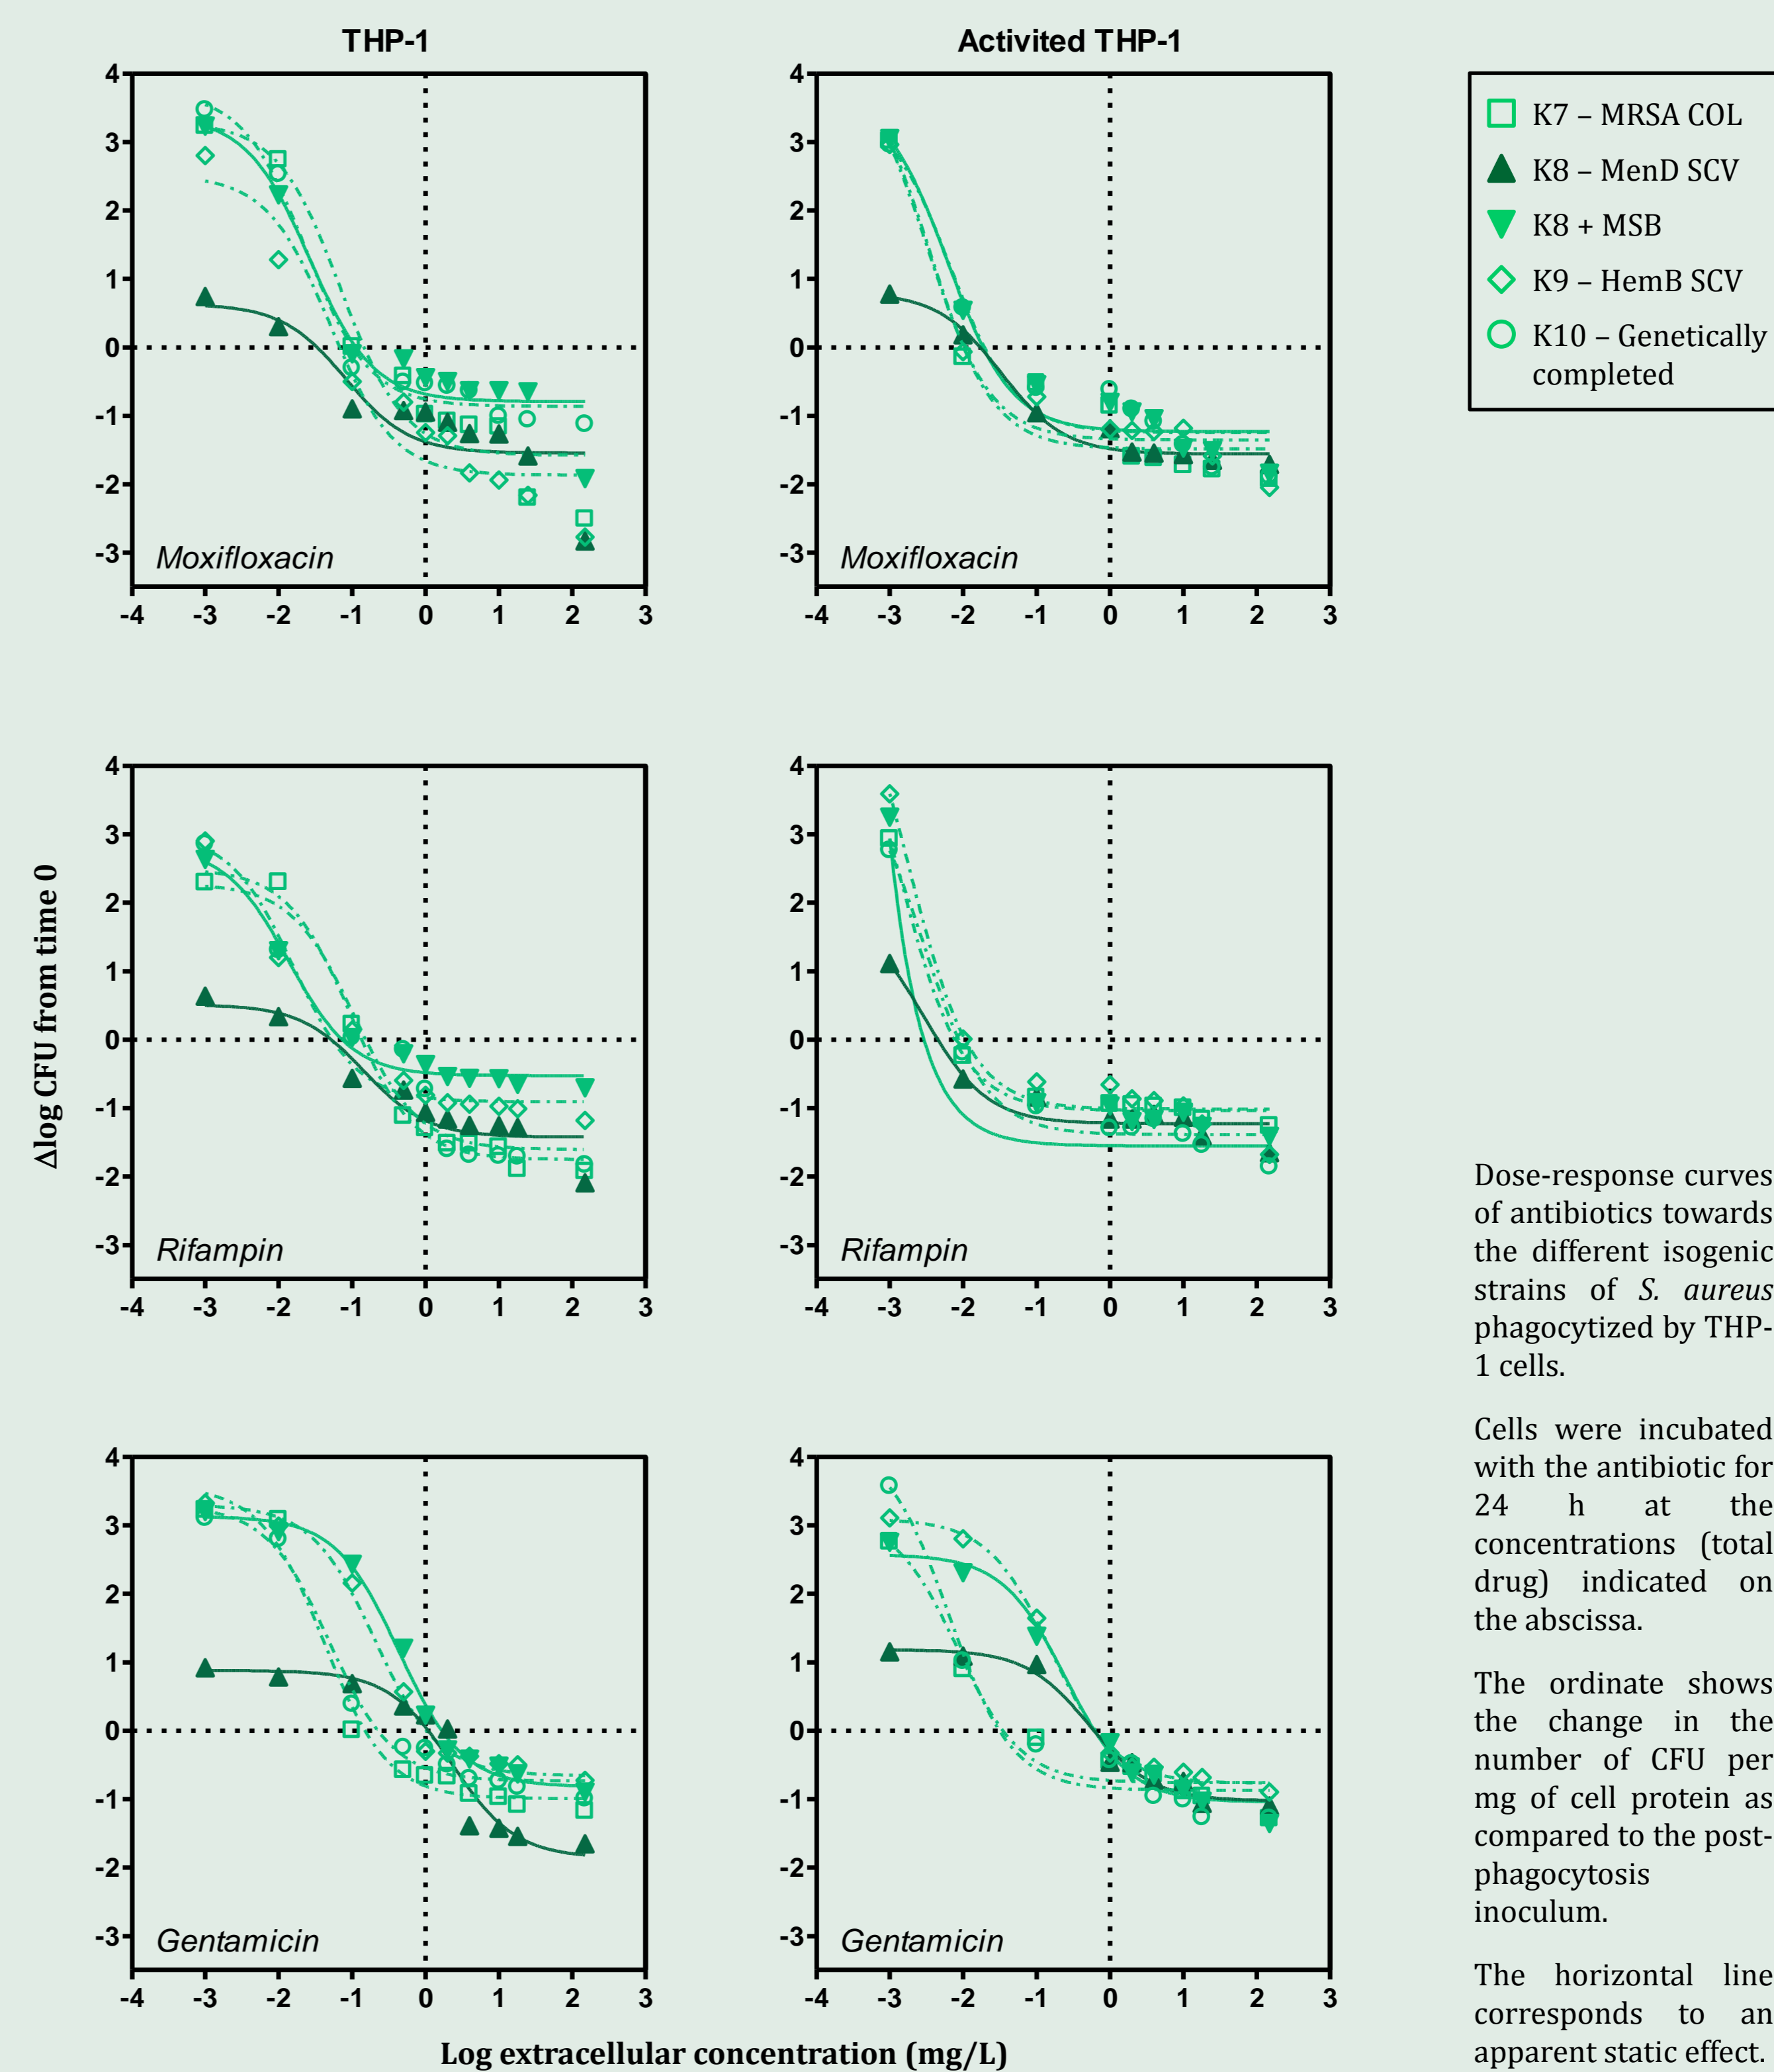 THP-1
Activited THP-1
4
3
2
1
0
-1
-2
-3
Moxifloxacin
-4 -3 -2 -1 0 1 2 3
4
3
2
1
0
-1
-2
-3
Moxifloxacin
-4 -3 -2 -1 0 1 2 3
K7 – MRSA COL
K8 – MenD SCV
K8 + MSB
K9 – HemB SCV
K10 – Genetically
completed
Δlog CFU from time 0
4
3
2
1
0
-1
-2
-3
Rifampin
-4 -3 -2 -1 0 1 2 3
4
3
2
1
0
-1
-2
-3
Rifampin
-4 -3 -2 -1 0 1 2 3
4
3
2
1
0
-1
-2
-3
Gentamicin
-4 -3 -2 -1 0 1 2 3
4
3
2
1
0
-1
-2
-3
Gentamicin
-4 -3 -2 -1 0 1 2 3
Log extracellular concentration (mg/L)
Dose-response curves
of antibiotics towards
the different isogenic
strains of S. aureus
phagocytized by THP-
1 cells.
Cells were incubated
with the antibiotic for
24 h at the
concentrations (total
drug) indicated on
the abscissa.
The ordinate shows
the change in the
number of CFU per
mg of cell protein as
compared to the post-
phagocytosis
inoculum.
The horizontal line
corresponds to an
apparent static effect.